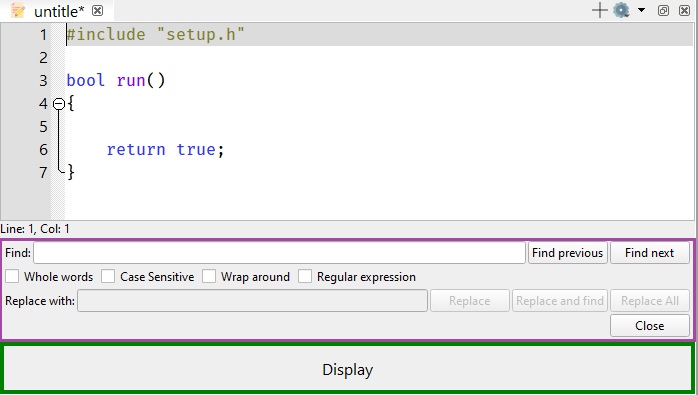 untitle*
1 #include "setup.h"
2
3 bool run()
4 {
5
6 return true;
7 }
Line: 1, Col: 1
Find: Find previous Find next
Whole words Case Sensitive Wrap around Regular expression
Replace with: Replace Replace and find Replace All
Close
Display